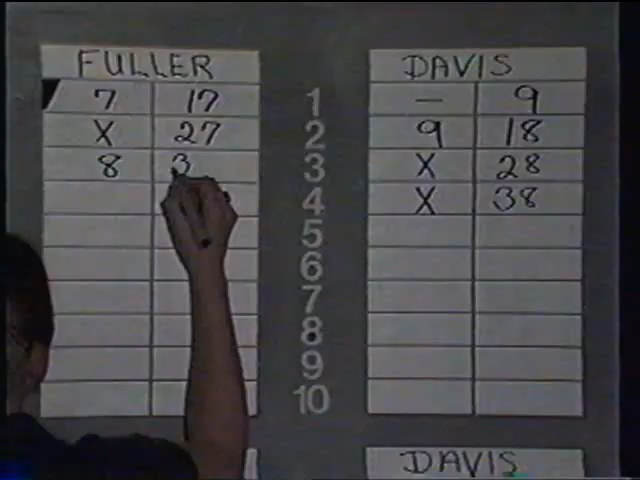 FULLER DAVIS
7 17 1 – 9
X 27 2 9 18
8 3 3 X 28
4 X 38
5
6
7
8
9
10
DAVIS